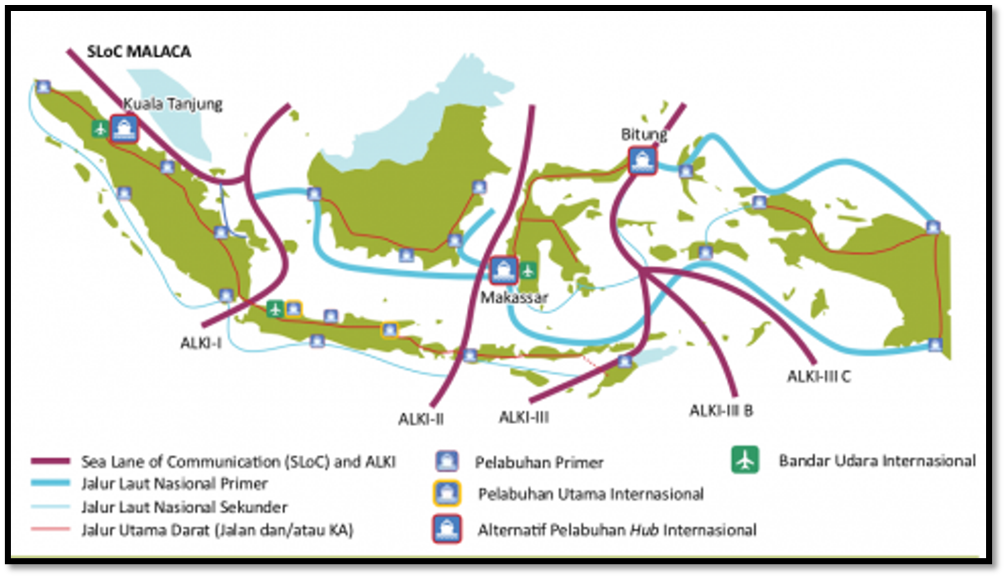 SLoC MALACA
Kuala Tanjung
Bitung
Makassar
ALKI-I
ALKI-II
ALKI-III
ALKI-III B
ALKI-III C
Sea Lane of Communication (SLoC) and ALKI
Jalur Laut Nasional Primer
Jalur Laut Nasional Sekunder
Jalur Utama Darat (Jalan dan/atau KA)
Pelabuhan Primer
Pelabuhan Utama Internasional
Alternatif Pelabuhan Hub Internasional
Bandar Udara Internasional